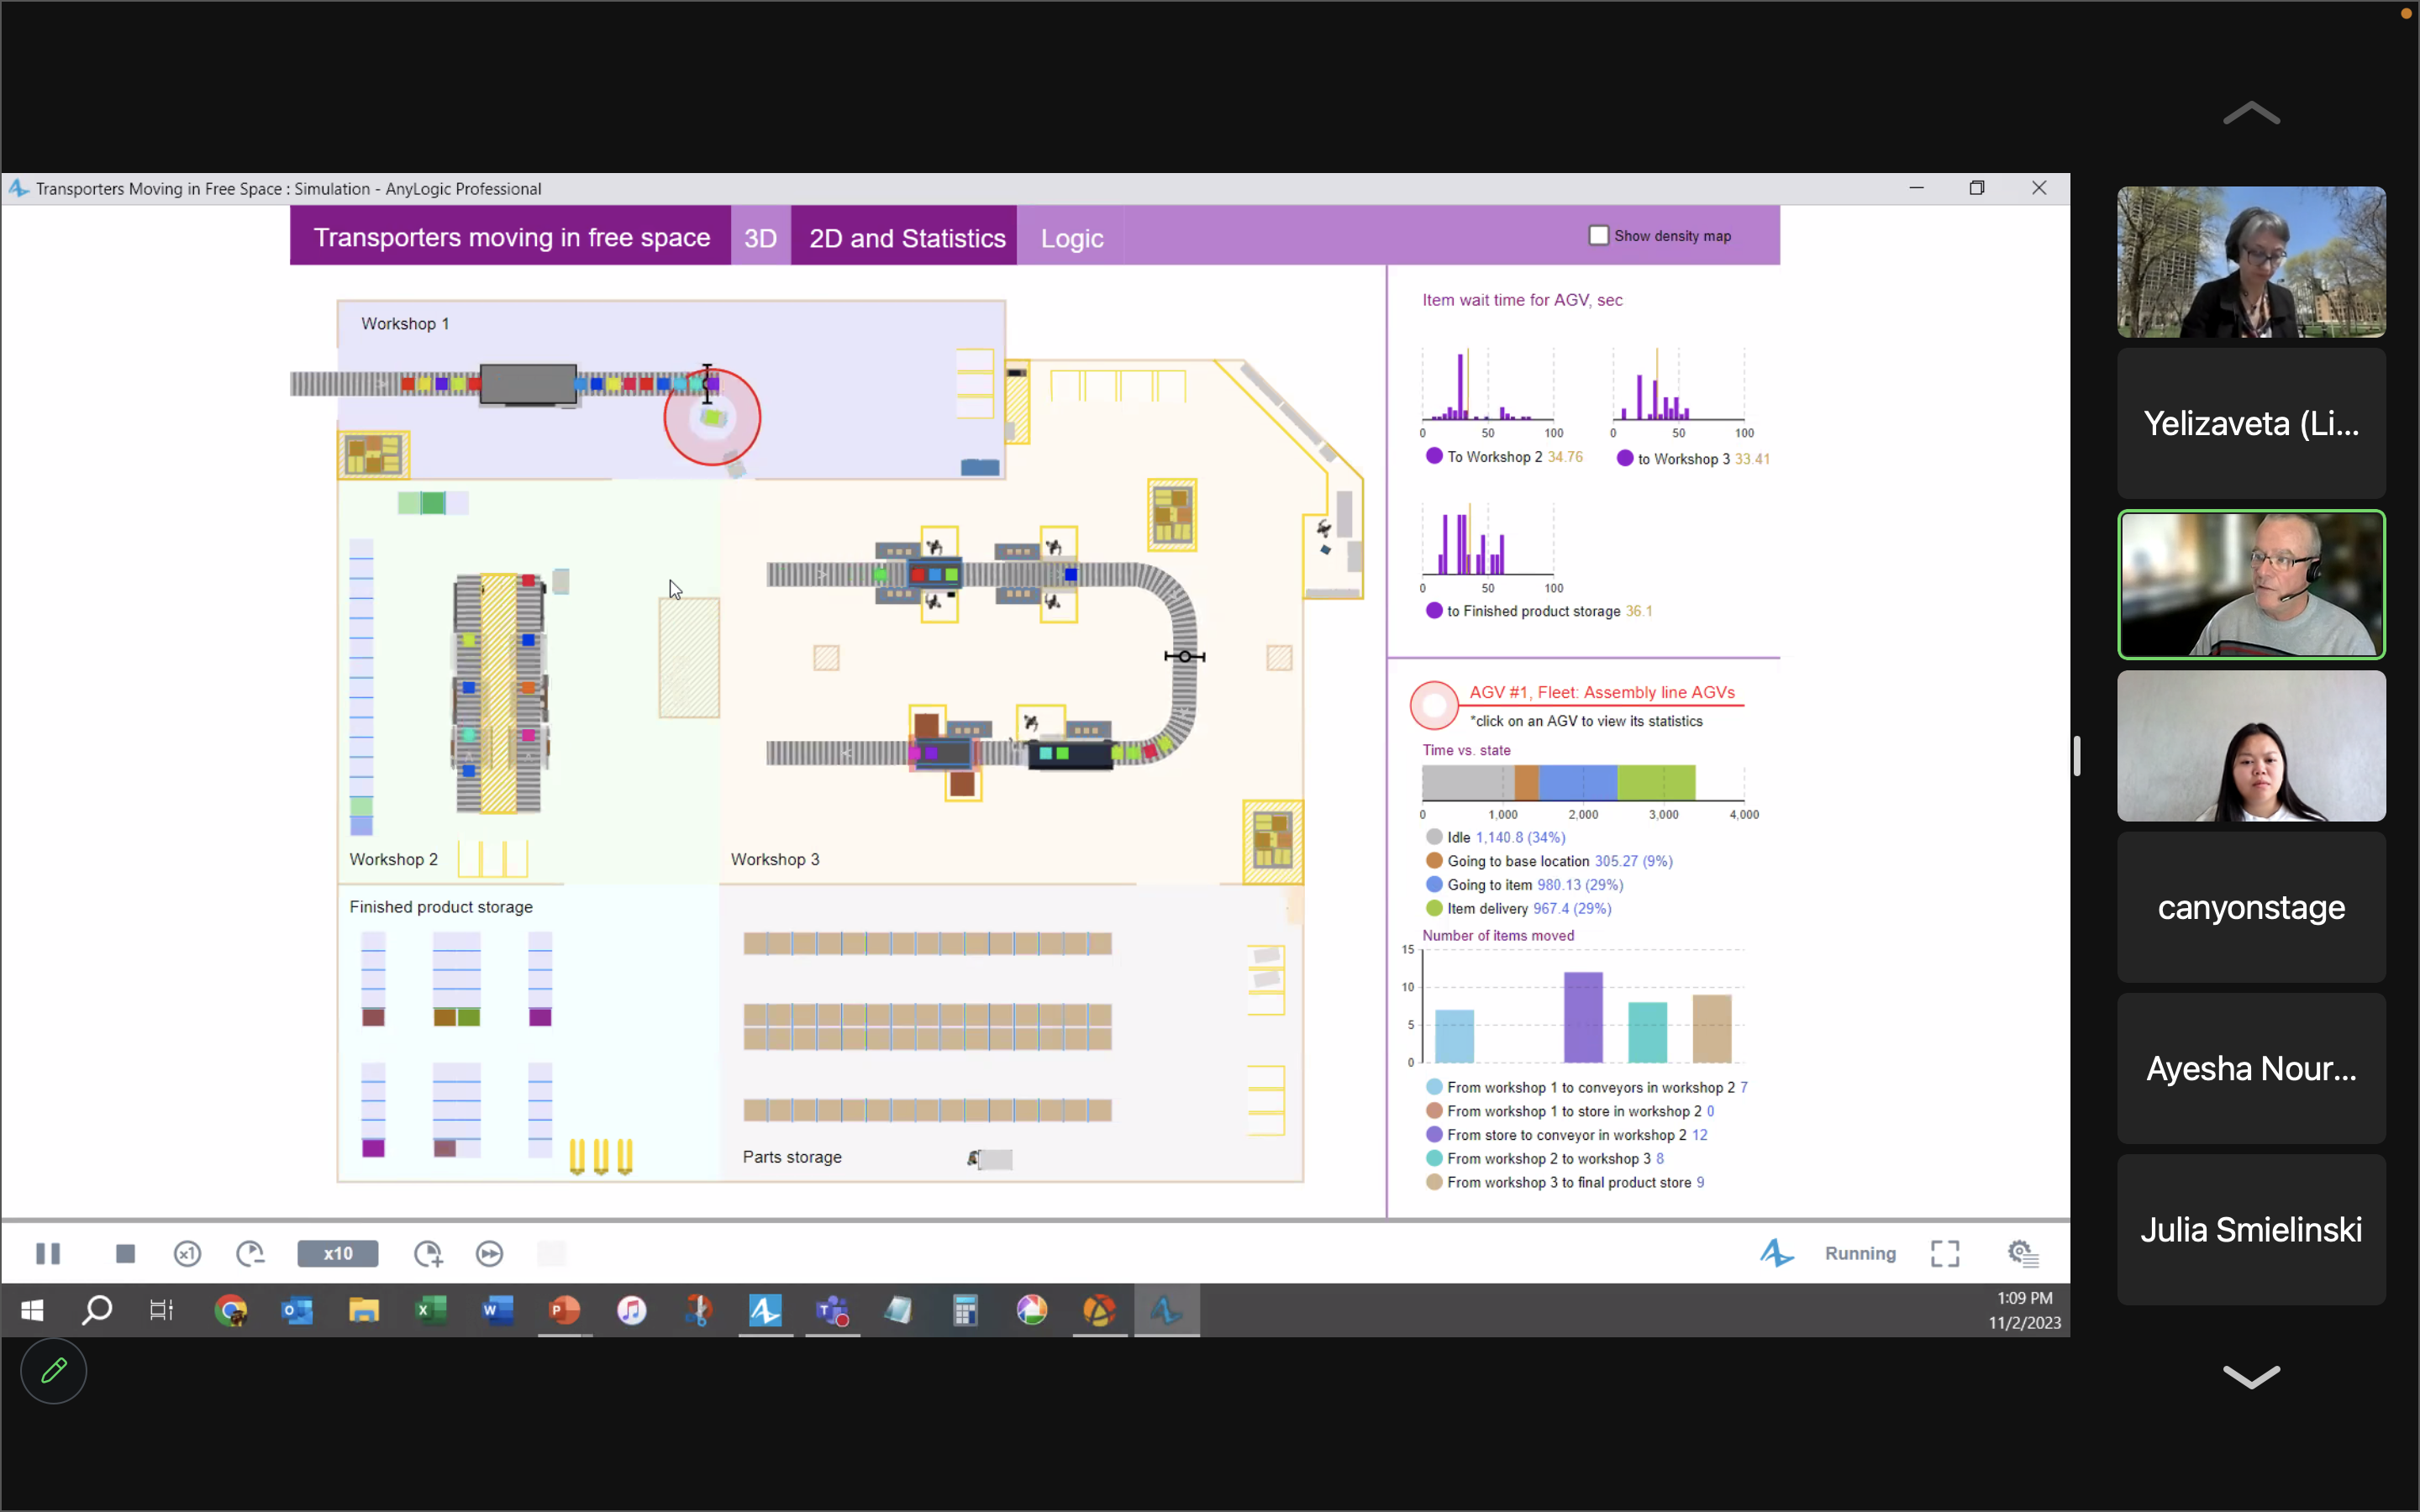 Transporters Moving in Free Space : Simulation - AnyLogic Professional
Transporters moving in free space
3D
2D and Statistics
Logic
Show density map
Workshop 1
Workshop 2
Workshop 3
Finished product storage
Parts storage
Item wait time for AGV, sec
0 50 100
0 50 100
To Workshop 2 34.76
to Workshop 3 33.41
0 50 100
to Finished product storage 36.1
AGV #1, Fleet: Assembly line AGVs
*click on an AGV to view its statistics
Time vs. state
0 1,000 2,000 3,000 4,000
Idle 1,140.8 (34%)
Going to base location 305.27 (9%)
Going to item 980.13 (29%)
Item delivery 967.4 (29%)
Number of items moved
15
10
5
0
From workshop 1 to conveyors in workshop 2 7
From workshop 1 to store in workshop 2 0
From store to conveyor in workshop 2 12
From workshop 2 to workshop 3 8
From workshop 3 to final product store 9
x1
x10
Running
1:09 PM
11/2/2023
Yelizaveta (Li...
canyonstage
Ayesha Nour...
Julia Smielinski